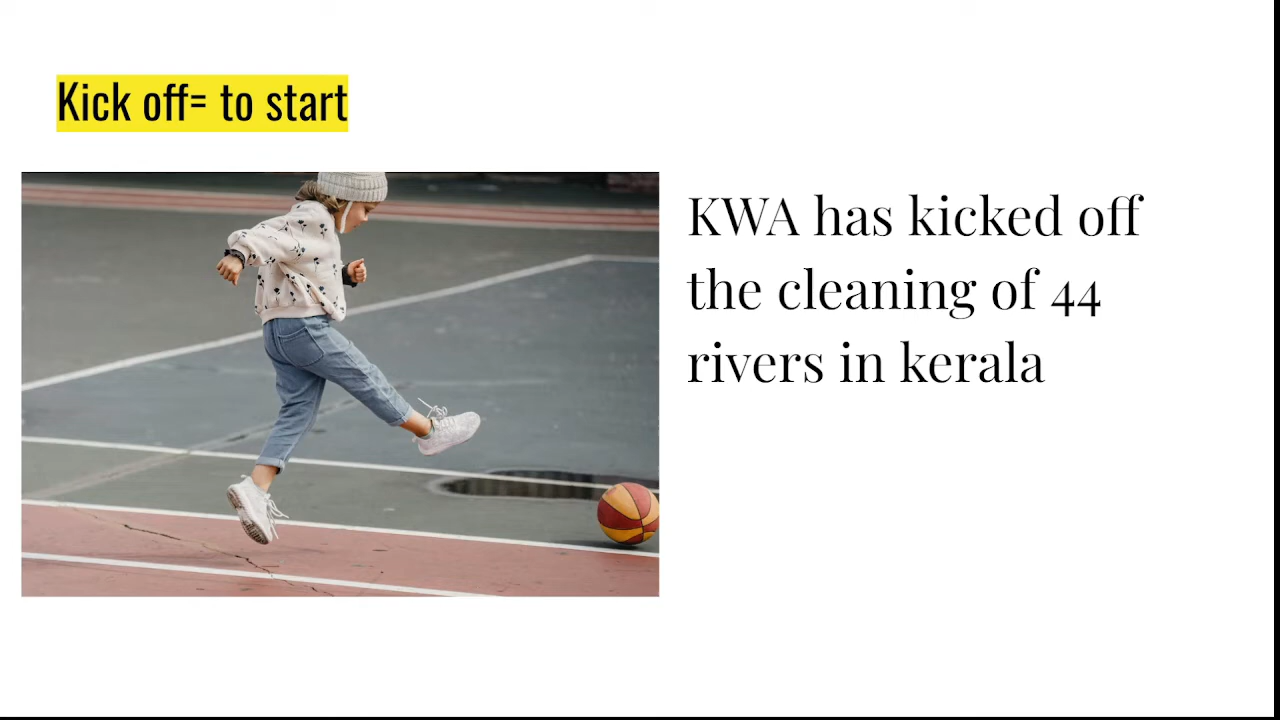 Kick off= to start
KWA has kicked off
the cleaning of 44
rivers in kerala